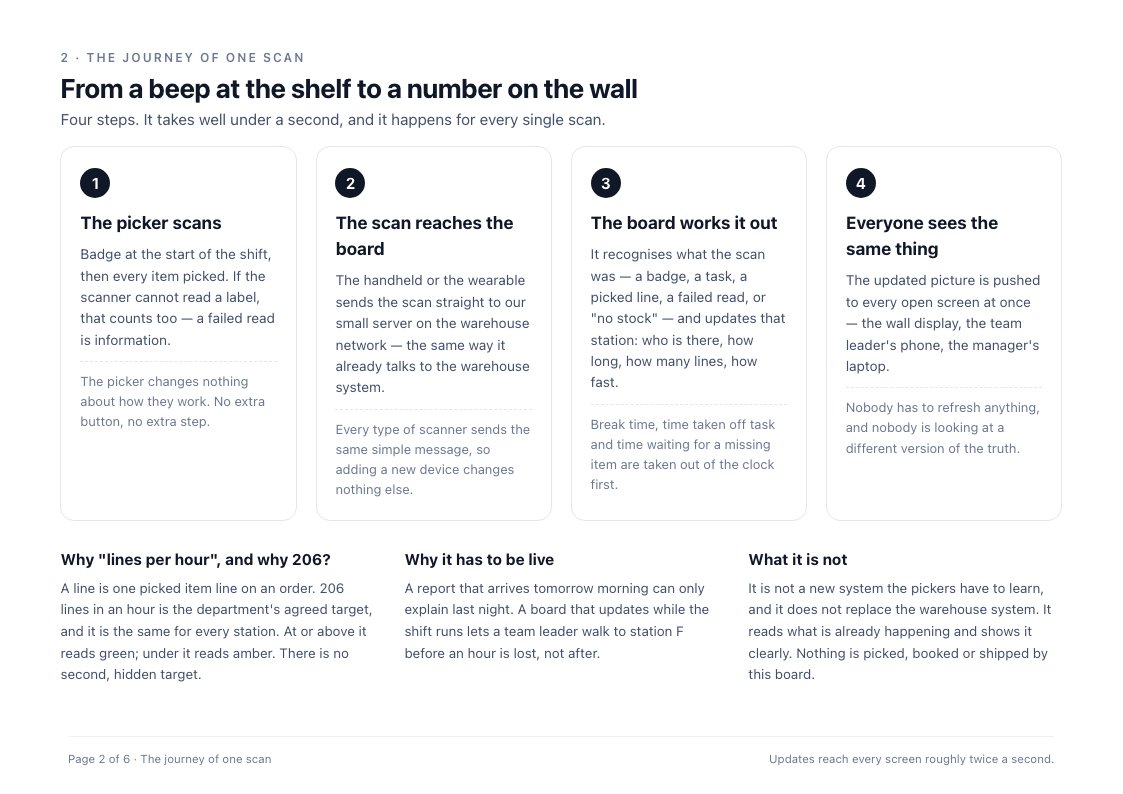 2 · THE JOURNEY OF ONE SCAN
From a beep at the shelf to a number on the wall
Four steps. It takes well under a second, and it happens for every single scan.
1
The picker scans
Badge at the start of the shift,
then every item picked. If the
scanner cannot read a label,
that counts too — a failed read
is information.
The picker changes nothing
about how they work. No extra
button, no extra step.
2
The scan reaches the
board
The handheld or the wearable
sends the scan straight to our
small server on the warehouse
network — the same way it
already talks to the warehouse
system.
Every type of scanner sends the
same simple message, so
adding a new device changes
nothing else.
3
The board works it out
It recognises what the scan
was — a badge, a task, a
picked line, a failed read, or
"no stock" — and updates that
station: who is there, how
long, how many lines, how
fast.
Break time, time taken off task
and time waiting for a missing
item are taken out of the clock
first.
4
Everyone sees the
same thing
The updated picture is pushed
to every open screen at once
— the wall display, the team
leader's phone, the manager's
laptop.
Nobody has to refresh anything,
and nobody is looking at a
different version of the truth.
Why "lines per hour", and why 206?
A line is one picked item line on an order. 206
lines in an hour is the department's agreed target,
and it is the same for every station. At or above it
reads green; under it reads amber. There is no
second, hidden target.
Why it has to be live
A report that arrives tomorrow morning can only
explain last night. A board that updates while the
shift runs lets a team leader walk to station F
before an hour is lost, not after.
What it is not
It is not a new system the pickers have to learn,
and it does not replace the warehouse system. It
reads what is already happening and shows it
clearly. Nothing is picked, booked or shipped by
this board.
Page 2 of 6 · The journey of one scan
Updates reach every screen roughly twice a second.